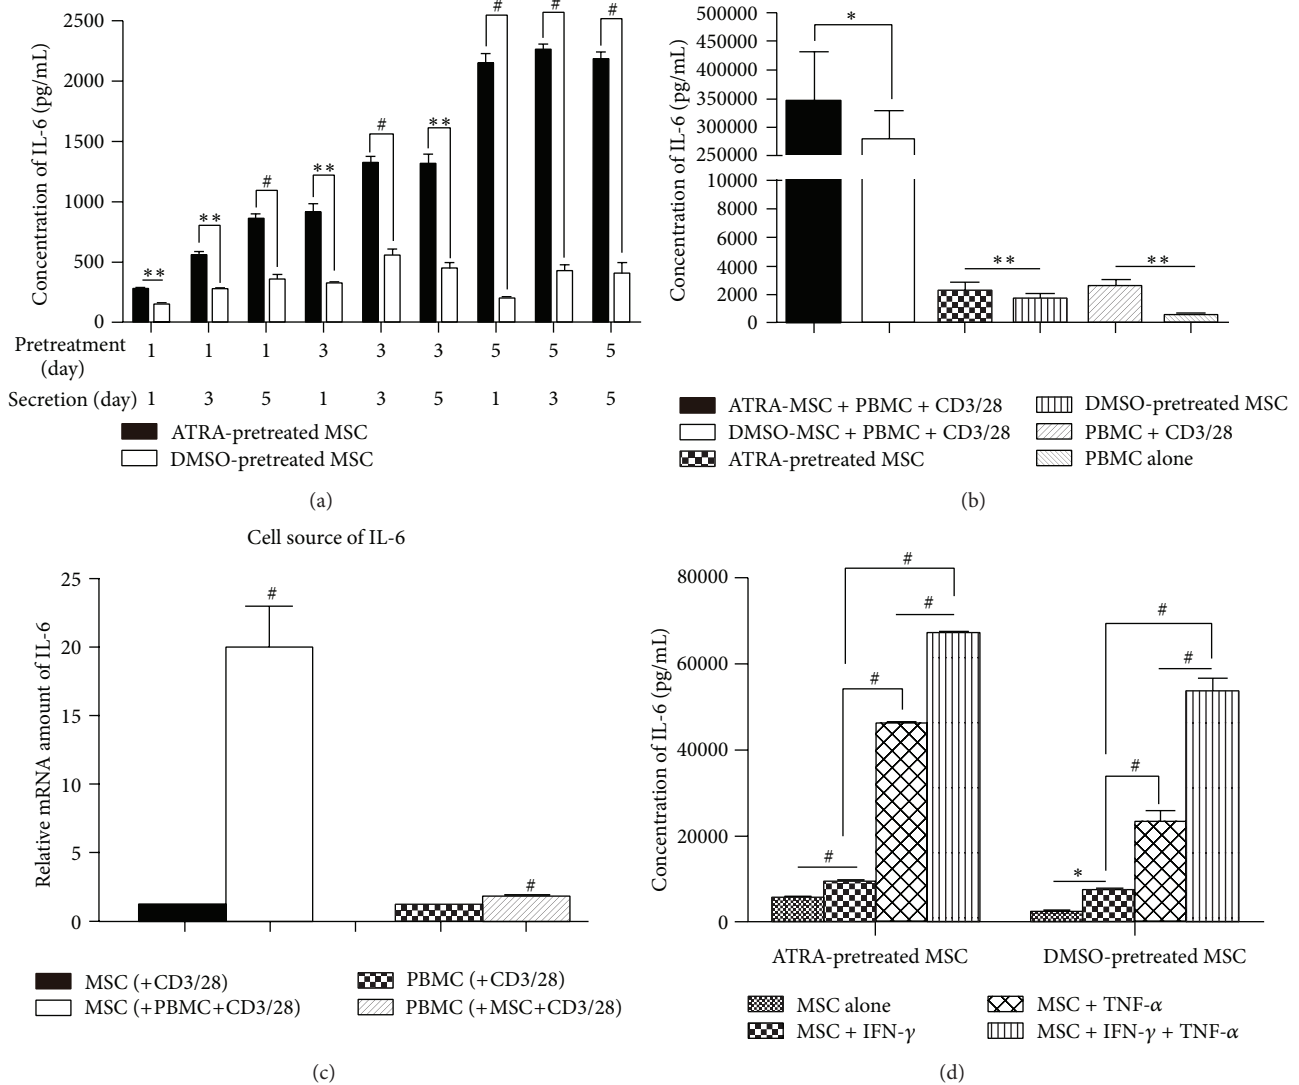 Concentration of IL-6 (pg/mL)
2500
2000
1500
1000
500
0
** ** # ** # ** # # #
Pretreatment (day) 1 1 1 3 3 3 5 5 5
Secretion (day) 1 3 5 1 3 5 1 3 5
ATRA-pretreated MSC
DMSO-pretreated MSC
(a)
Concentration of IL-6 (pg/mL)
500000
450000
400000
350000
300000
250000
Concentration of IL-6 (pg/mL)
10000
8000
6000
4000
2000
0
* ** **
ATRA-MSC + PBMC + CD3/28
DMSO-MSC + PBMC + CD3/28
ATRA-pretreated MSC
DMSO-pretreated MSC
PBMC + CD3/28
PBMC alone
(b)
Cell source of IL-6
Relative mRNA amount of IL-6
25
20
15
10
5
0
# #
MSC (+CD3/28)
MSC (+PBMC+CD3/28)
PBMC (+CD3/28)
PBMC (+MSC+CD3/28)
(c)
Concentration of IL-6 (pg/mL)
80000
60000
40000
20000
0
# # # #
# # # *
ATRA-pretreated MSC DMSO-pretreated MSC
MSC alone
MSC + IFN-γ
MSC + TNF-α
MSC + IFN-γ + TNF-α
(d)